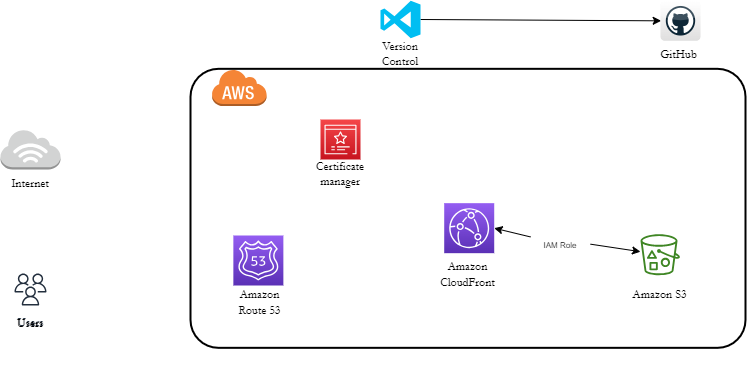 Version
Control
GitHub
AWS
Certificate
manager
Internet
53
Amazon
CloudFront
IAM Role
Amazon
Route 53
Amazon S3
Users